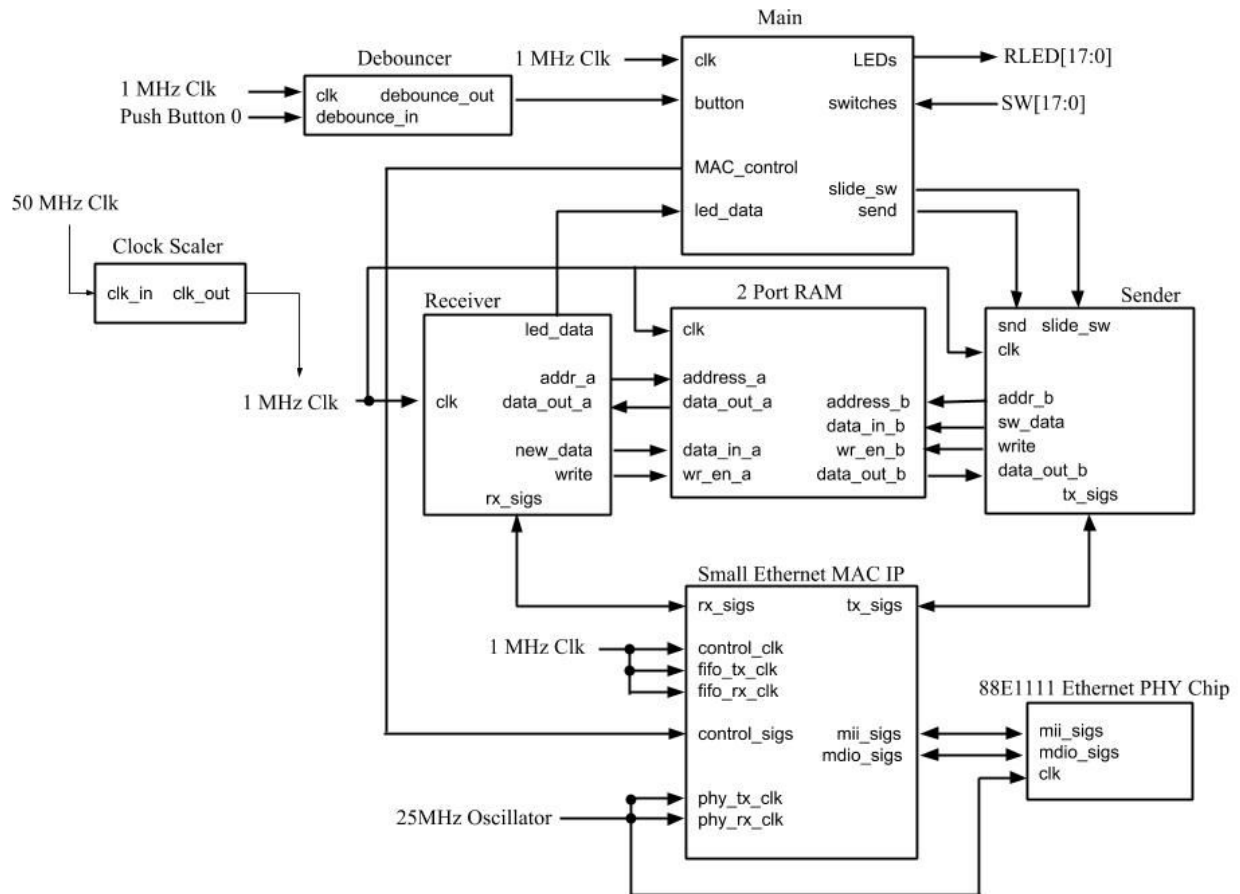 Main
1 MHz Clk
clk
LEDs
RLED[17:0]
Debouncer
1 MHz Clk
clk
debounce_out
Push Button 0
debounce_in
button
switches
SW[17:0]
MAC_control
slide_sw
led_data
send
50 MHz Clk
Clock Scaler
clk_in
clk_out
1 MHz Clk
Receiver
led_data
clk
addr_a
data_out_a
new_data
write
rx_sigs
2 Port RAM
clk
address_a
data_out_a
address_b
data_in_b
data_in_a
wr_en_b
wr_en_a
data_out_b
Sender
snd
slide_sw
clk
addr_b
sw_data
write
data_out_b
tx_sigs
Small Ethernet MAC IP
rx_sigs
tx_sigs
1 MHz Clk
control_clk
fifo_tx_clk
fifo_rx_clk
control_sigs
mii_sigs
mdio_sigs
25MHz Oscillator
phy_tx_clk
phy_rx_clk
88E1111 Ethernet PHY Chip
mii_sigs
mdio_sigs
clk